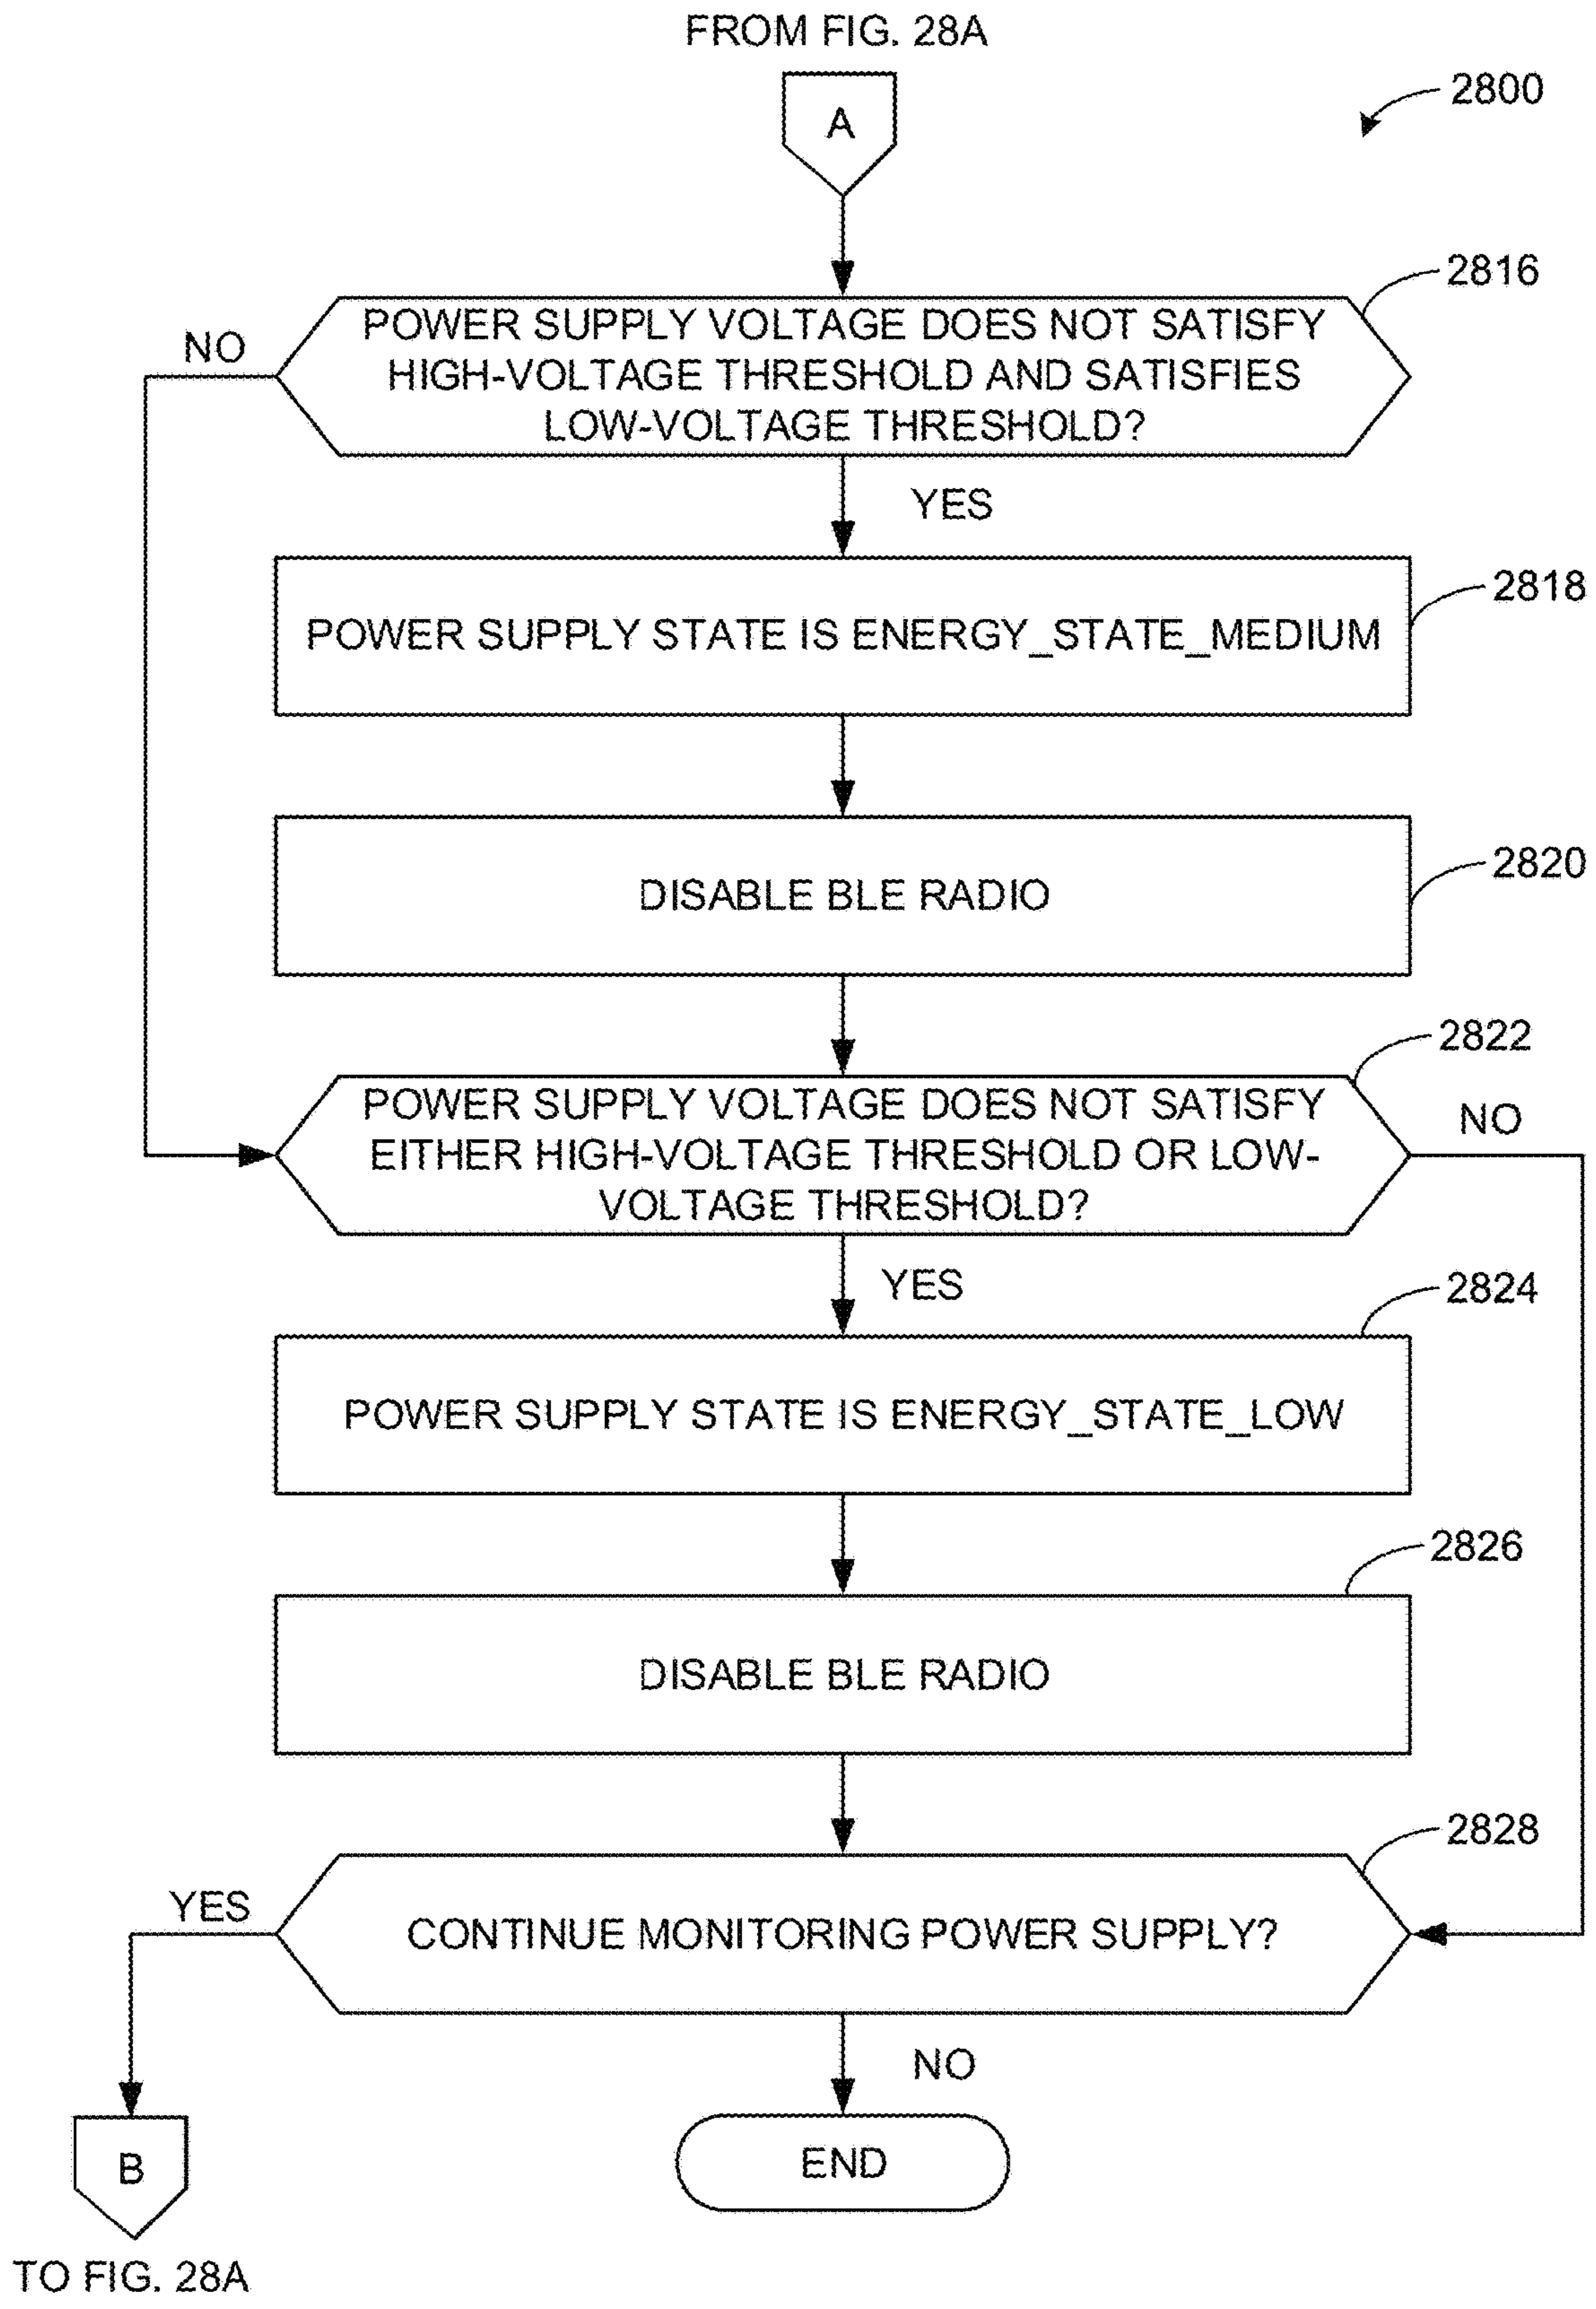 FROM FIG. 28A
A
2800
2816
POWER SUPPLY VOLTAGE DOES NOT SATISFY
HIGH-VOLTAGE THRESHOLD AND SATISFIES
LOW-VOLTAGE THRESHOLD?
NO
YES
2818
POWER SUPPLY STATE IS ENERGY_STATE_MEDIUM
2820
DISABLE BLE RADIO
2822
POWER SUPPLY VOLTAGE DOES NOT SATISFY
EITHER HIGH-VOLTAGE THRESHOLD OR LOW-
VOLTAGE THRESHOLD?
NO
YES
2824
POWER SUPPLY STATE IS ENERGY_STATE_LOW
2826
DISABLE BLE RADIO
2828
YES
CONTINUE MONITORING POWER SUPPLY?
NO
B
END
TO FIG. 28A